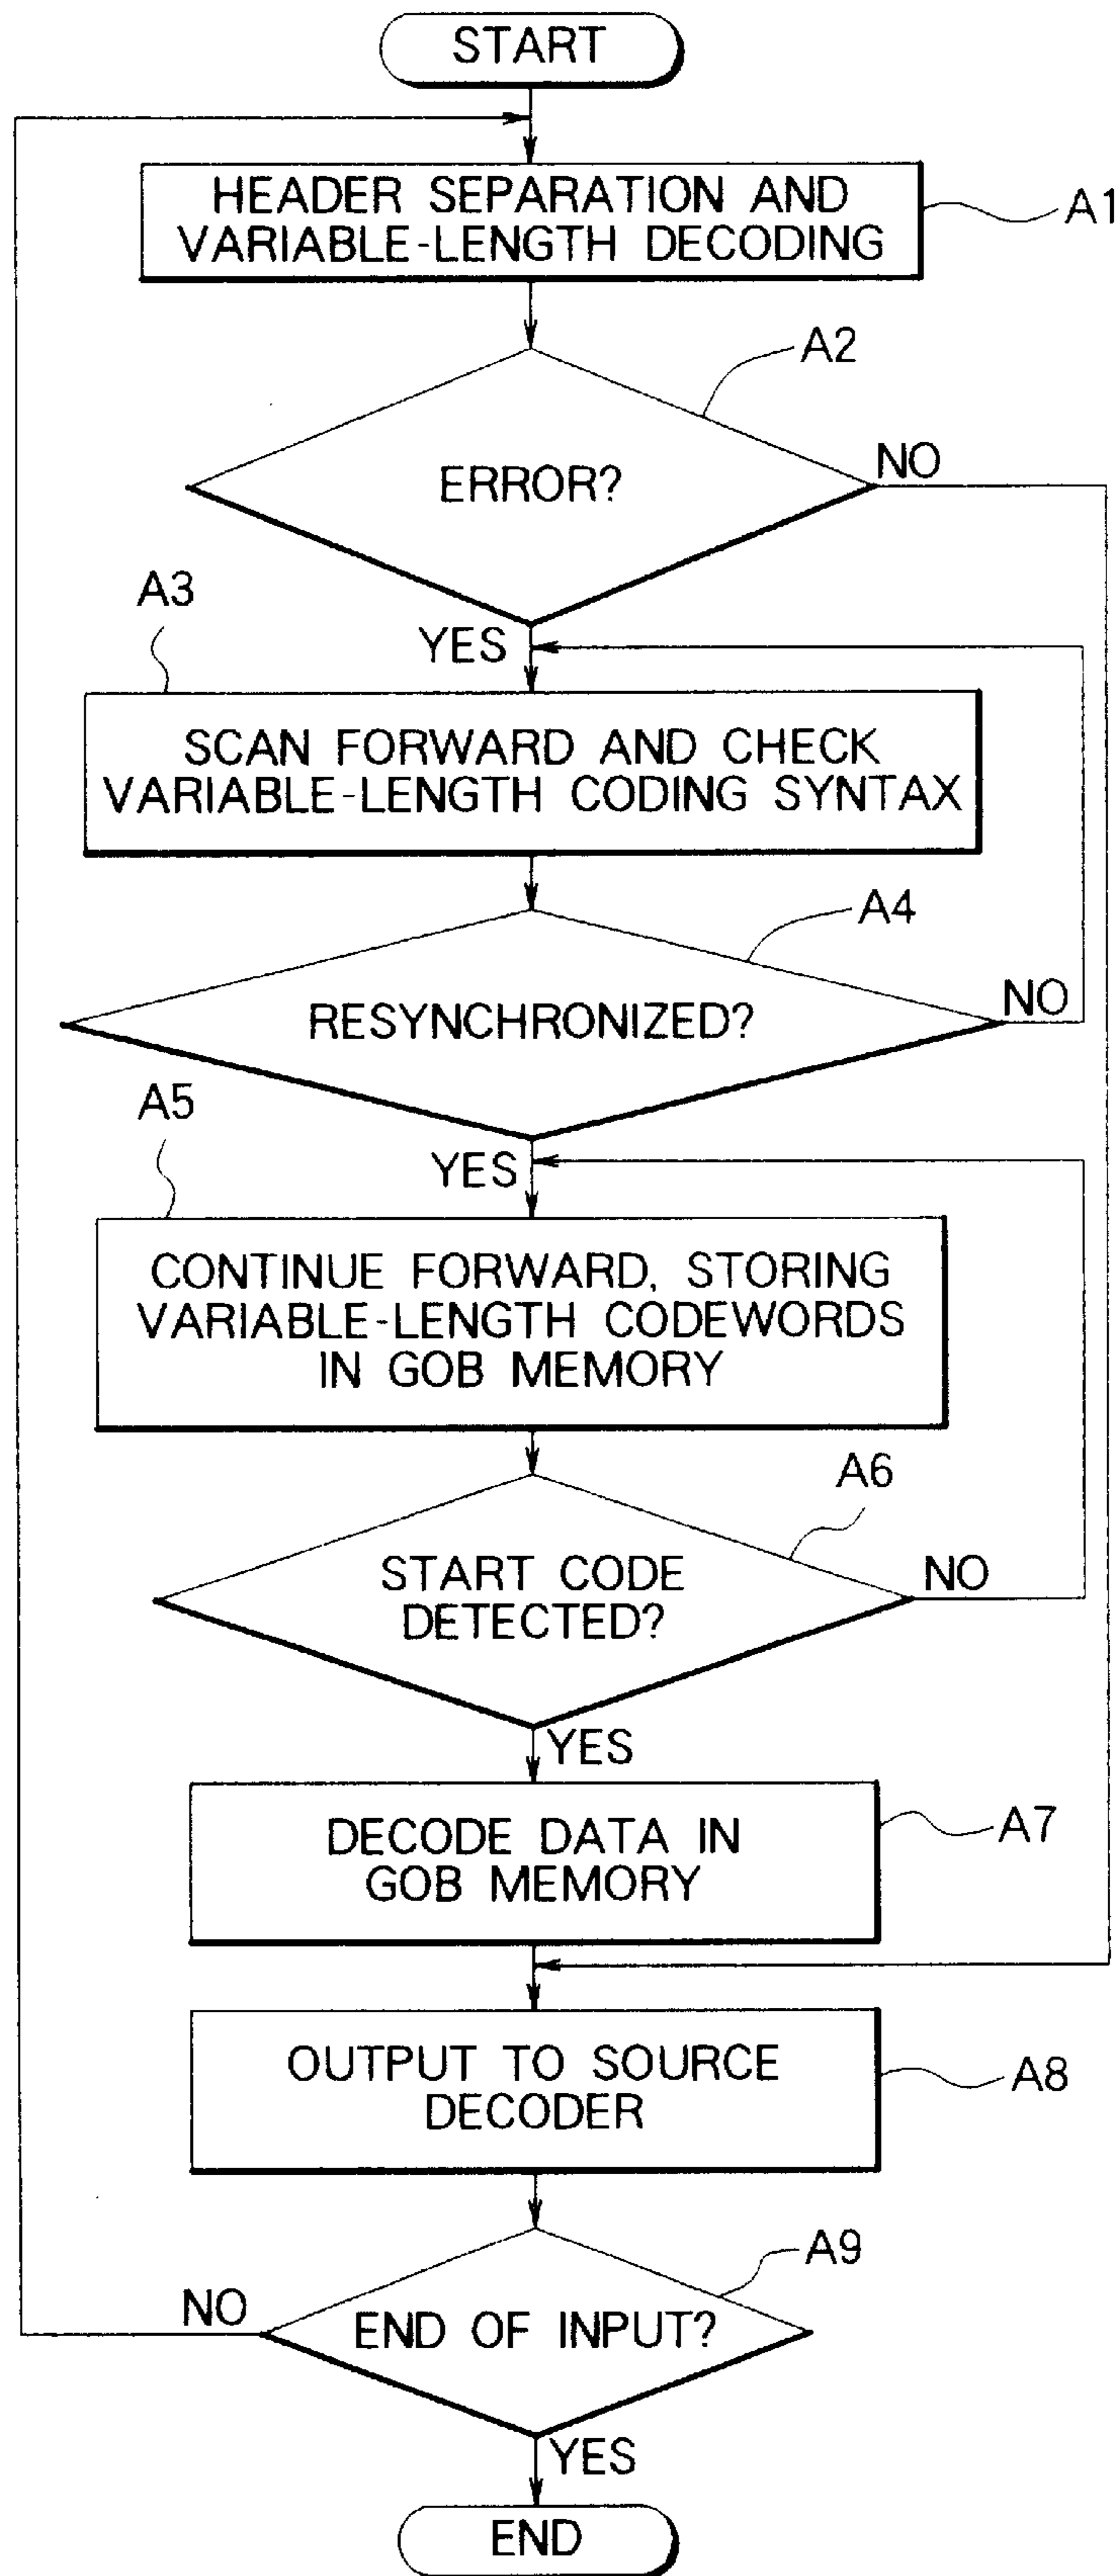 START
HEADER SEPARATION AND
VARIABLE-LENGTH DECODING
A1
A2
ERROR?
NO
A3
YES
SCAN FORWARD AND CHECK
VARIABLE-LENGTH CODING SYNTAX
A4
RESYNCHRONIZED?
NO
A5
YES
CONTINUE FORWARD, STORING
VARIABLE-LENGTH CODEWORDS
IN GOB MEMORY
A6
START CODE
DETECTED?
NO
YES
DECODE DATA IN
GOB MEMORY
A7
OUTPUT TO SOURCE
DECODER
A8
A9
NO
END OF INPUT?
YES
END